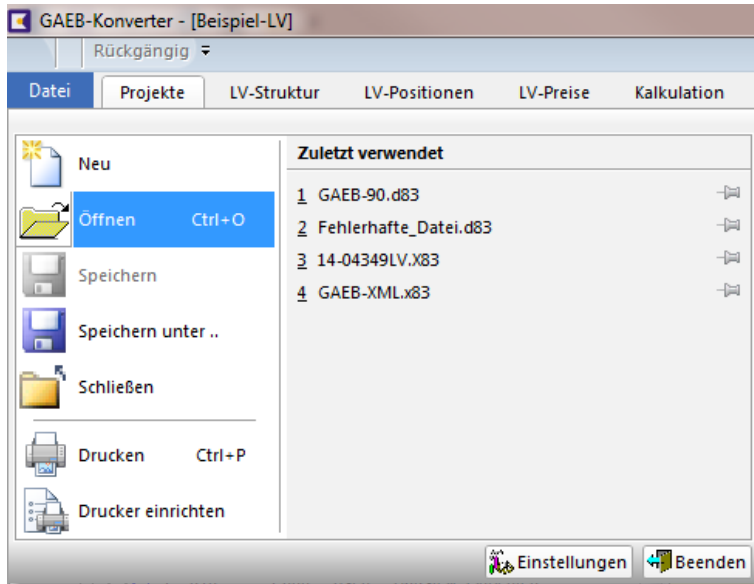 GAEB-Konverter - [Beispiel-LV]
Rückgängig
Datei Projekte LV-Struktur LV-Positionen LV-Preise Kalkulation
Neu
Öffnen Ctrl+O
Speichern
Speichern unter ..
Schließen
Drucken Ctrl+P
Drucker einrichten
Zuletzt verwendet
1 GAEB-90.d83
2 Fehlerhafte_Datei.d83
3 14-04349LV.X83
4 GAEB-XML.x83
Einstellungen Beenden